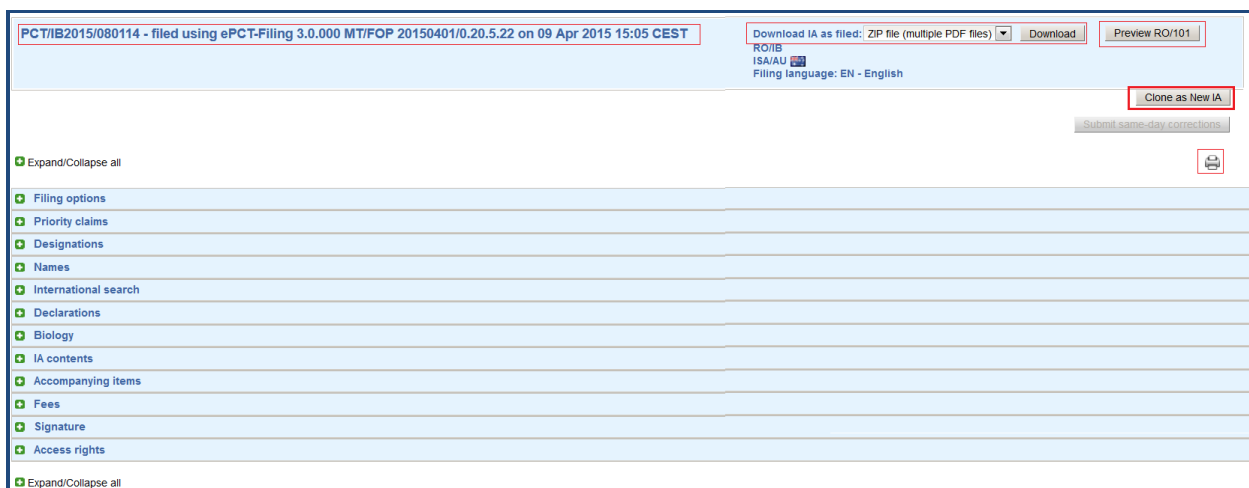 PCT/IB2015/080114 - filed using ePCT-Filing 3.0.000 MT/FOP 20150401/0.20.5.22 on 09 Apr 2015 15:05 CEST
Download IA as filed: ZIP file (multiple PDF files) Download Preview RO/101
RO/IB
ISA/AU
Filing language: EN - English
Clone as New IA
Submit same-day corrections
Expand/Collapse all
Filing options
Priority claims
Designations
Names
International search
Declarations
Biology
IA contents
Accompanying items
Fees
Signature
Access rights
Expand/Collapse all